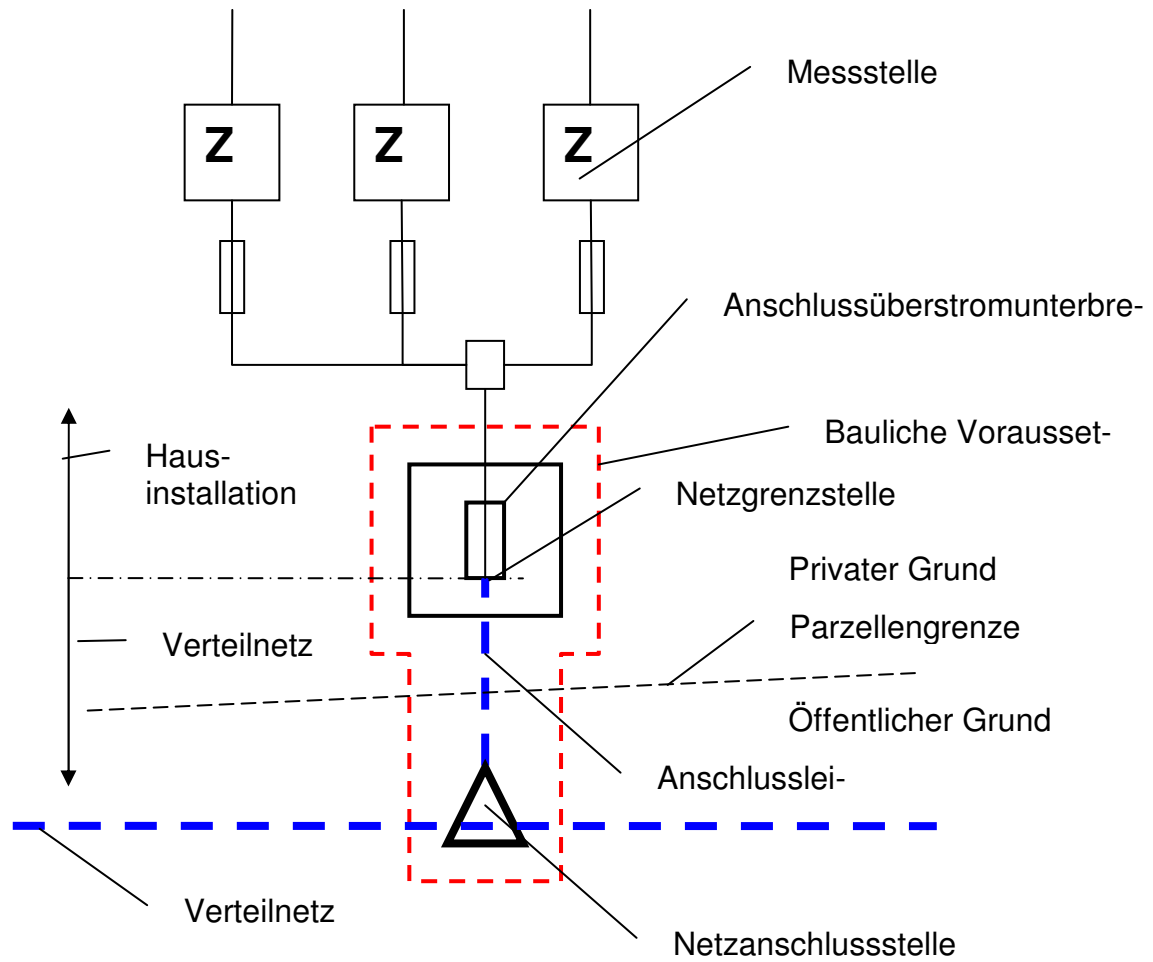 Messstelle
Z Z Z
Anschlussüberstromunterbre-
Bauliche Vorausset-
Haus-
installation
Netzgrenzstelle
Privater Grund
Parzellengrenze
Verteilnetz
Öffentlicher Grund
Anschlusslei-
Verteilnetz
Netzanschlussstelle